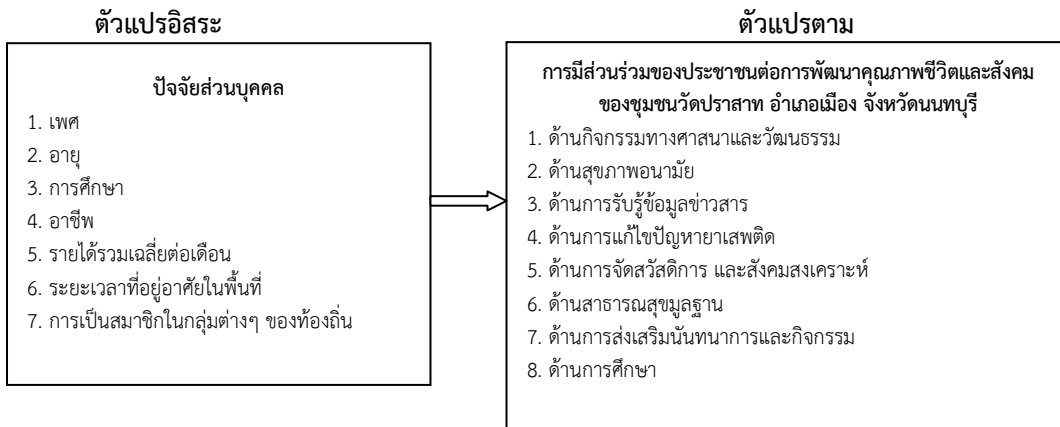 ตัวแปรอิสระ
ปัจจัยส่วนบุคคล
1. เพศ
2. อายุ
3. การศึกษา
4. อาชีพ
5. รายได้รวมเฉลี่ยต่อเดือน
6. ระยะเวลาที่อยู่อาศัยในพื้นที่
7. การเป็นสมาชิกในกลุ่มต่างๆ ของท้องถิ่น
ตัวแปรตาม
การมีส่วนร่วมของประชาชนต่อการพัฒนาคุณภาพชีวิตและสังคม
ของชุมชนวัดปราสาท อำเภอเมือง จังหวัดนนทบุรี
1. ด้านกิจกรรมทางศาสนาและวัฒนธรรม
2. ด้านสุขภาพอนามัย
3. ด้านการรับรู้ข้อมูลข่าวสาร
4. ด้านการแก้ไขปัญหายาเสพติด
5. ด้านการจัดสวัสดิการ และสังคมสงเคราะห์
6. ด้านสาธารณสุขมูลฐาน
7. ด้านการส่งเสริมนันทนาการและกิจกรรม
8. ด้านการศึกษา